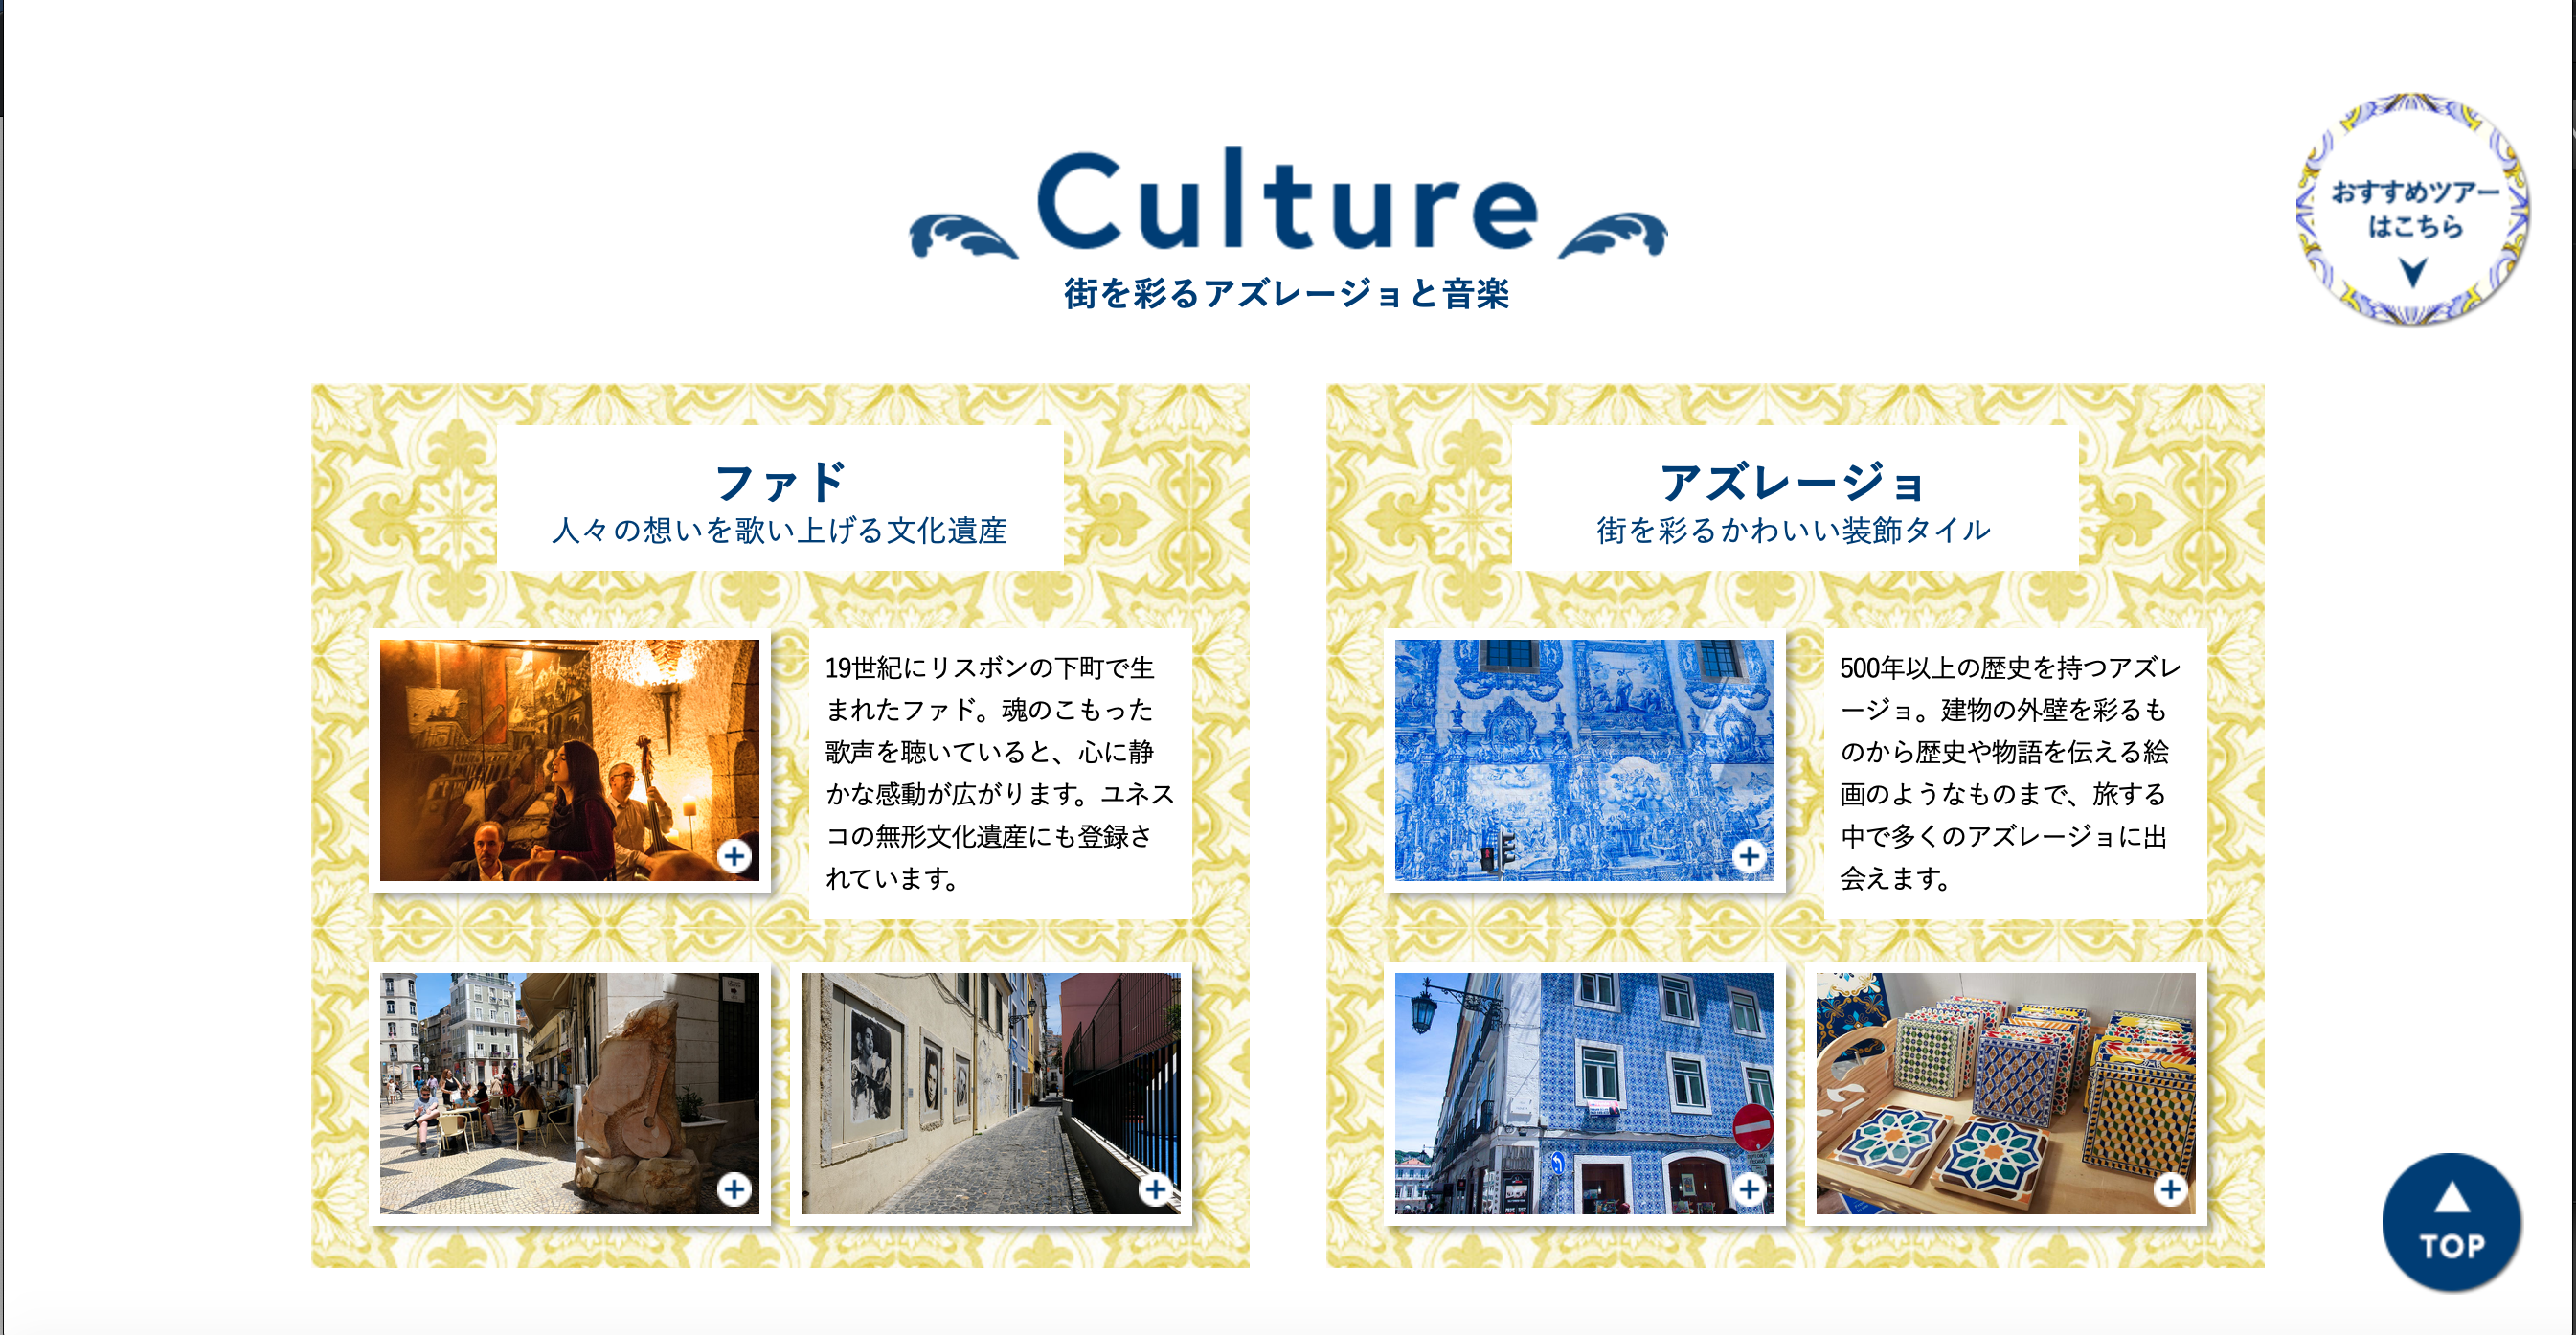 Culture
街を彩るアズレージョと音楽
おすすめツアー
はこちら
ファド
人々の想いを歌い上げる文化遺産
19世紀にリスボンの下町で生
まれたファド。魂のこもった
歌声を聴いていると、心に静
かな感動が広がります。ユネス
コの無形文化遺産にも登録さ
れています。
アズレージョ
街を彩るかわいい装飾タイル
500年以上の歴史を持つアズレ
ージョ。建物の外壁を彩るも
のから歴史や物語を伝える絵
画のようなものまで、旅する
中で多くのアズレージョに出
会えます。
TOP